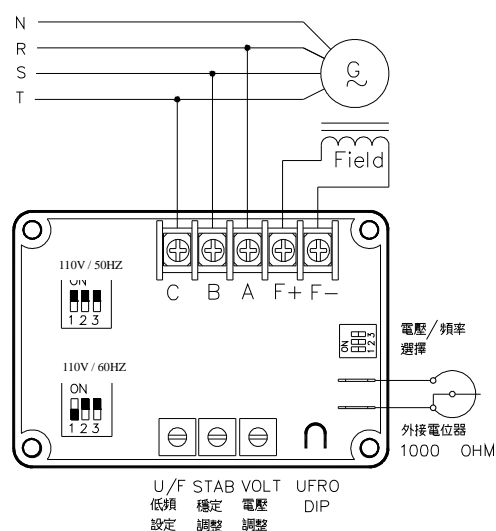 N
R
S
T
G
Field
C B A F+ F-
110V / 50HZ
ON
1 2 3
110V / 60HZ
ON
1 2 3
ON
1 2 3
電壓/頻率
選擇
外接電位器
1000 OHM
U/F STAB VOLT UFRO
低頻 穩定 電壓 DIP
設定 調整 調整